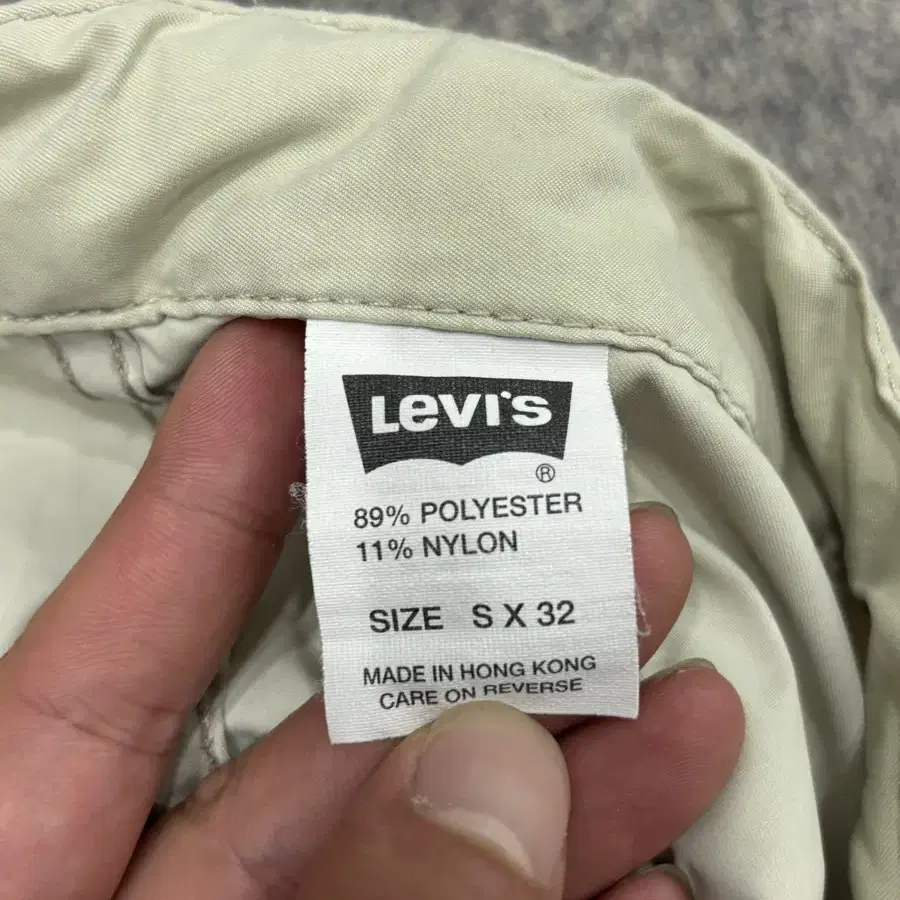 LEVI'S
®
89% POLYESTER
11% NYLON
SIZE S X 32
MADE IN HONG KONG
CARE ON REVERSE